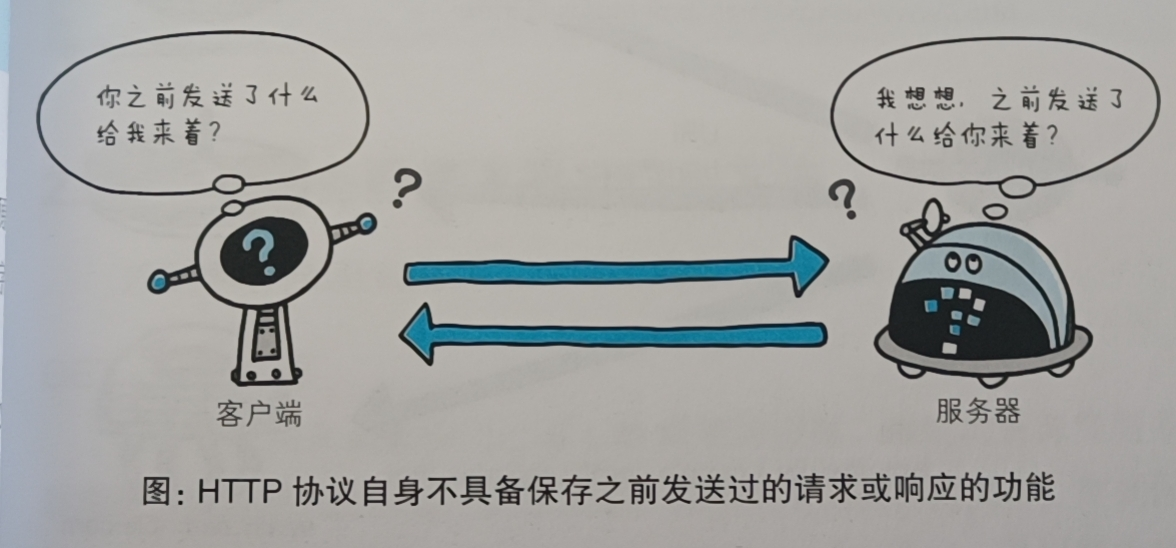 你之前发送了什么
给我来着?
我想想,之前发送了
什么给你来着?
?
?
?
客户端
服务器
图:HTTP 协议自身不具备保存之前发送过的请求或响应的功能